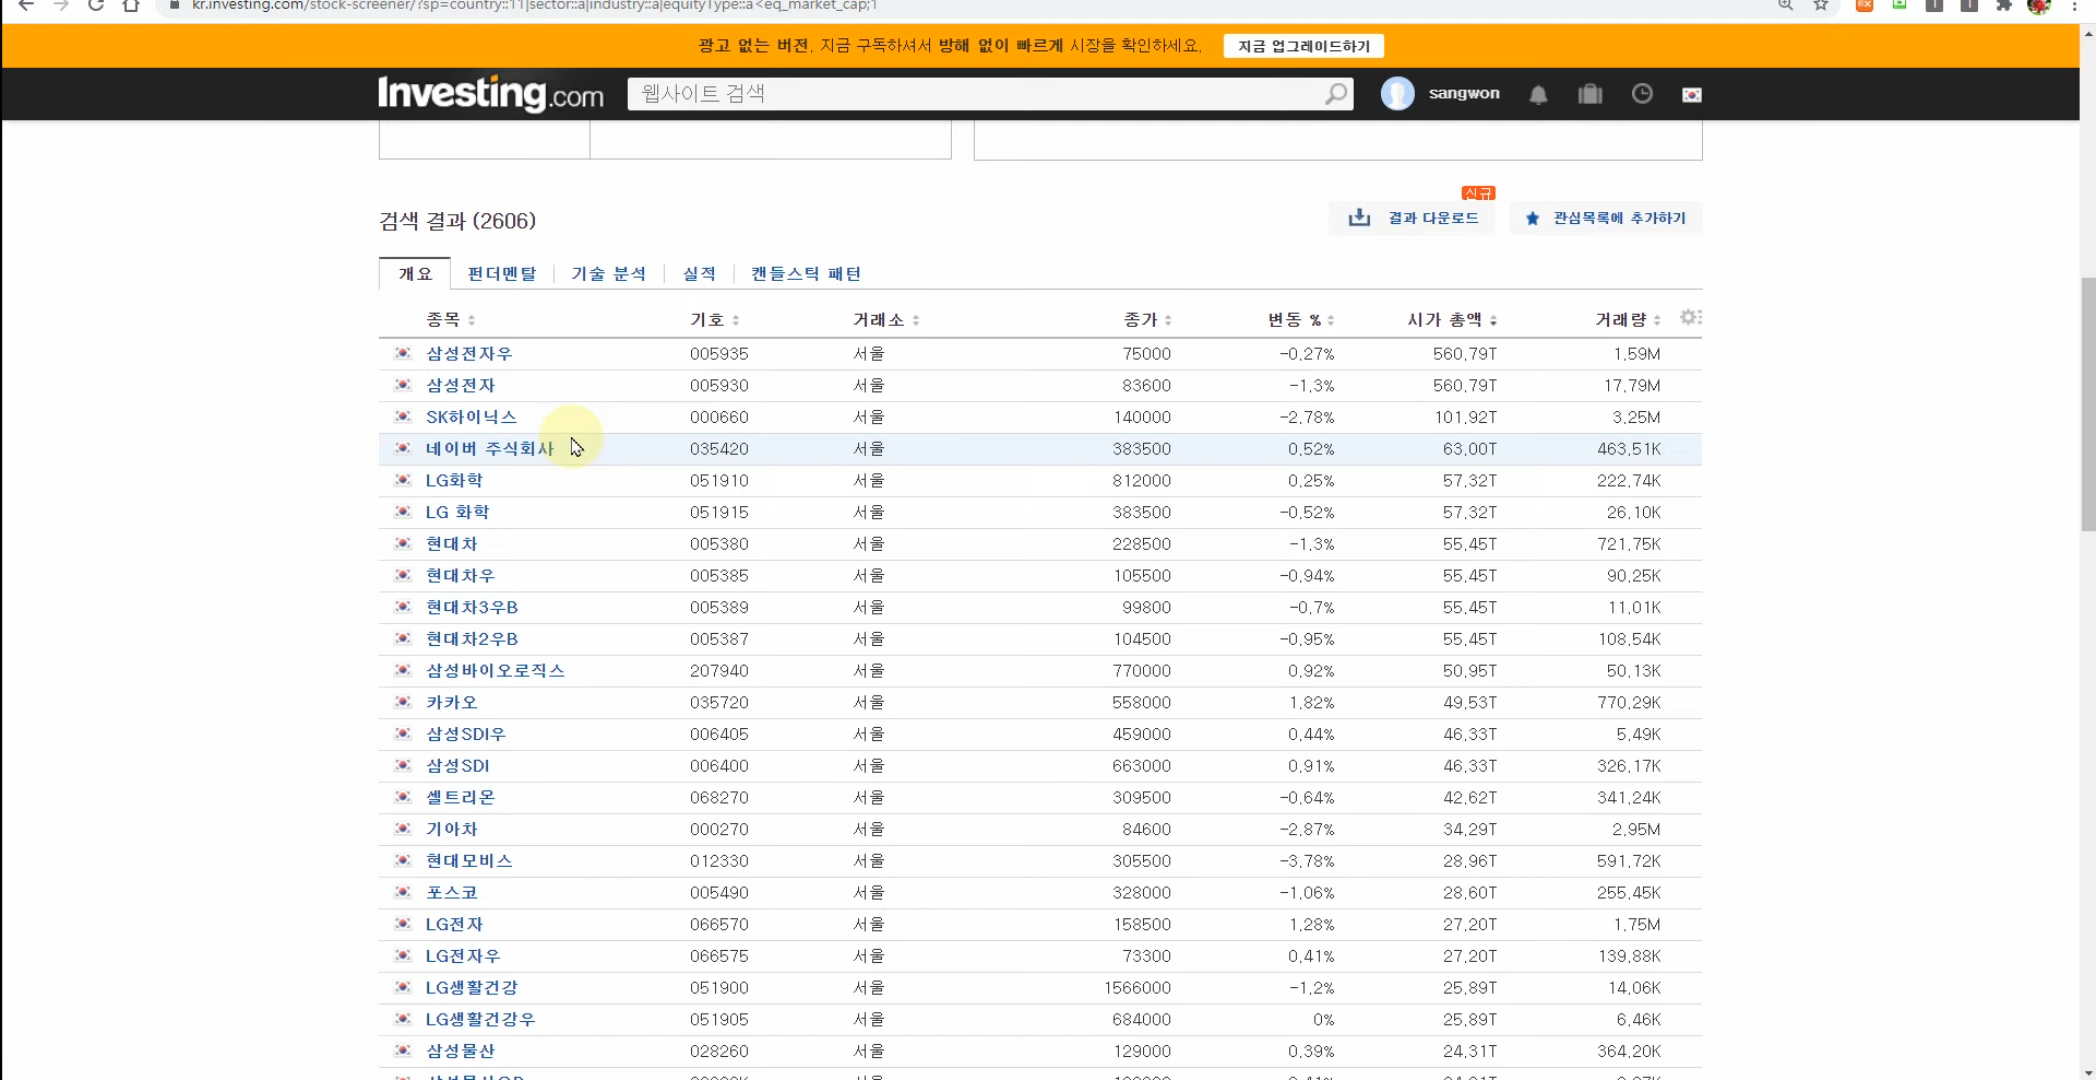 kr.investing.com/stock-screener/?sp=country::11|sector::a|industry::a|equityType::a<eq_market_cap;1
광고 없는 버전. 지금 구독하셔서 방해 없이 빠르게 시장을 확인하세요. 지금 업그레이드하기
Investing.com 웹사이트 검색 sangwon
신규
검색 결과 (2606) 결과 다운로드 관심목록에 추가하기
개요 펀더멘탈 기술 분석 실적 캔들스틱 패턴
종목 기호 거래소 종가 변동 % 시가 총액 거래량
삼성전자우 005935 서울 75000 -0.27% 560.79T 1.59M
삼성전자 005930 서울 83600 -1.3% 560.79T 17.79M
SK하이닉스 000660 서울 140000 -2.78% 101.92T 3.25M
네이버 주식회사 035420 서울 383500 0.52% 63.00T 463.51K
LG화학 051910 서울 812000 0.25% 57.32T 222.74K
LG 화학 051915 서울 383500 -0.52% 57.32T 26.10K
현대차 005380 서울 228500 -1.3% 55.45T 721.75K
현대차우 005385 서울 105500 -0.94% 55.45T 90.25K
현대차3우B 005389 서울 99800 -0.7% 55.45T 11.01K
현대차2우B 005387 서울 104500 -0.95% 55.45T 108.54K
삼성바이오로직스 207940 서울 770000 0.92% 50.95T 50.13K
카카오 035720 서울 558000 1.82% 49.53T 770.29K
삼성SDI우 006405 서울 459000 0.44% 46.33T 5.49K
삼성SDI 006400 서울 663000 0.91% 46.33T 326.17K
셀트리온 068270 서울 309500 -0.64% 42.62T 341.24K
기아차 000270 서울 84600 -2.87% 34.29T 2.95M
현대모비스 012330 서울 305500 -3.78% 28.96T 591.72K
포스코 005490 서울 328000 -1.06% 28.60T 255.45K
LG전자 066570 서울 158500 1.28% 27.20T 1.75M
LG전자우 066575 서울 73300 0.41% 27.20T 139.88K
LG생활건강 051900 서울 1566000 -1.2% 25.89T 14.06K
LG생활건강우 051905 서울 684000 0% 25.89T 6.46K
삼성물산 028260 서울 129000 0.39% 24.31T 364.20K